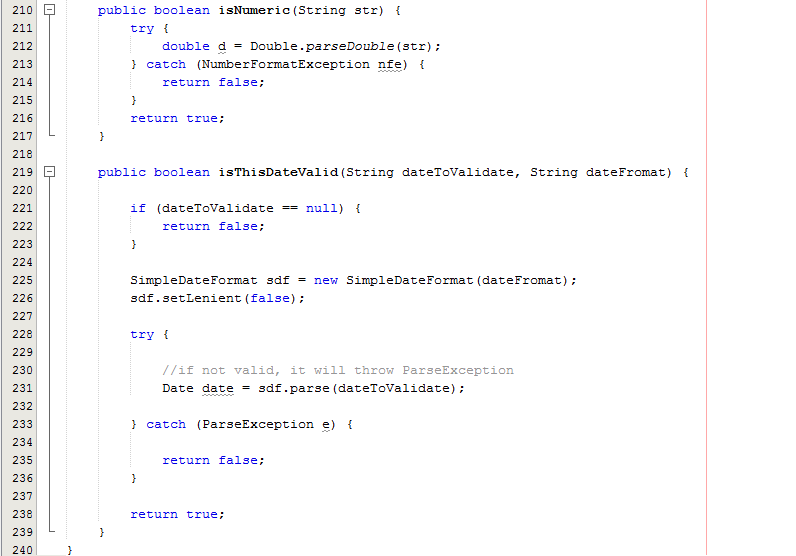 210 public boolean isNumeric(String str) {
211 try {
212 double d = Double.parseDouble(str);
213 } catch (NumberFormatException nfe) {
214 return false;
215 }
216 return true;
217 }
218
219 public boolean isThisDateValid(String dateToValidate, String dateFromat) {
220
221 if (dateToValidate == null) {
222 return false;
223 }
224
225 SimpleDateFormat sdf = new SimpleDateFormat(dateFromat);
226 sdf.setLenient(false);
227
228 try {
229
230 //if not valid, it will throw ParseException
231 Date date = sdf.parse(dateToValidate);
232
233 } catch (ParseException e) {
234
235 return false;
236 }
237
238 return true;
239 }
240 }